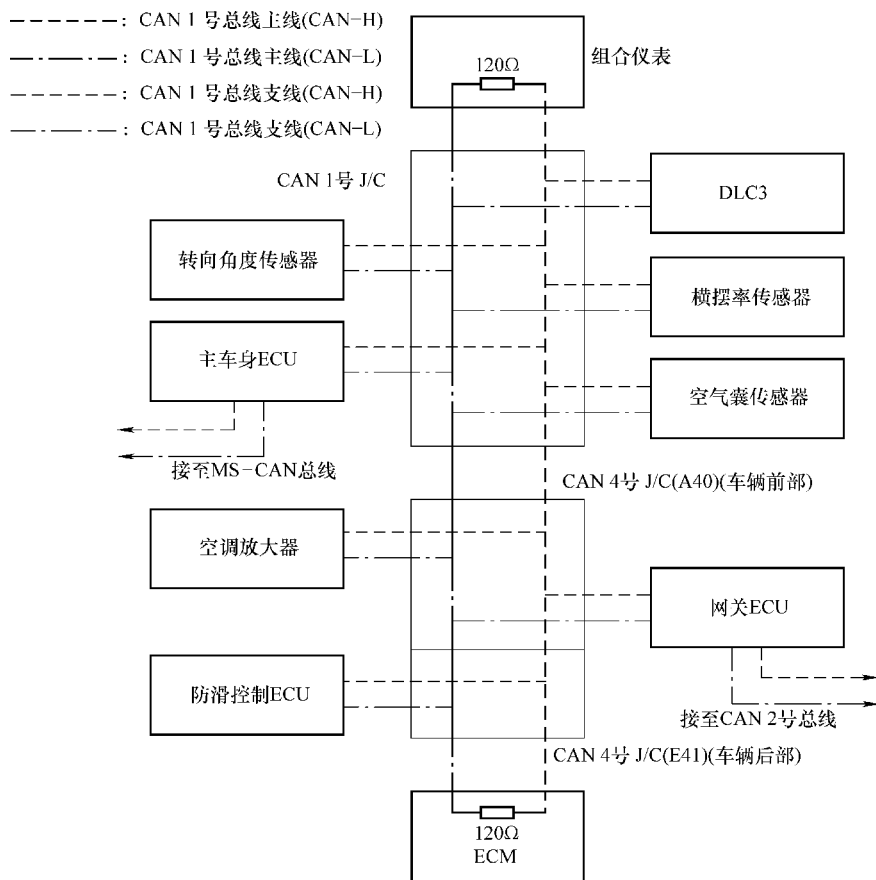 CAN 1号总线主线(CAN-H)
CAN 1号总线主线(CAN-L)
CAN 1号总线支线(CAN-H)
CAN 1号总线支线(CAN-L)
120Ω
组合仪表
CAN 1号 J/C
DLC3
转向角度传感器
横摆率传感器
主车身ECU
空气囊传感器
接至MS-CAN总线
CAN 4号 J/C(A40)(车辆前部)
空调放大器
网关ECU
防滑控制ECU
接至CAN 2号总线
CAN 4号 J/C(E41)(车辆后部)
120Ω
ECM